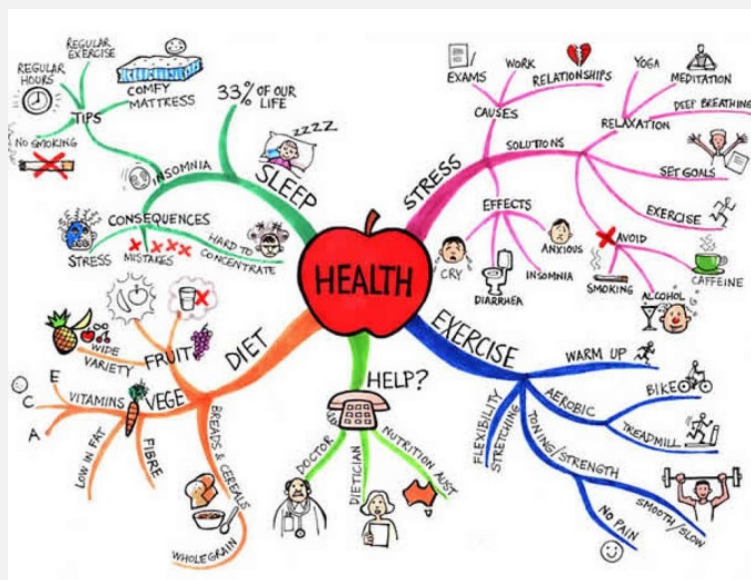 HEALTH
SLEEP
33% OF OUR
LIFE
ZZZZ
INSOMNIA
TIPS
REGULAR
EXERCISE
REGULAR
HOURS
COMFY
MATTRESS
NO SMOKING
CONSEQUENCES
STRESS
MISTAKES
HARD TO
CONCENTRATE
STRESS
CAUSES
EXAMS
WORK
RELATIONSHIPS
SOLUTIONS
RELAXATION
YOGA
MEDITATION
DEEP BREATHING
SET GOALS
EXERCISE
AVOID
SMOKING
ALCOHOL
CAFFEINE
EFFECTS
CRY
DIARRHEA
INSOMNIA
ANXIOUS
EXERCISE
WARM UP
AEROBIC
BIKE
TREADMILL
TONING/STRENGTH
SMOOTH/SLOW
NO PAIN
FLEXIBILITY
STRETCHING
HELP?
DOCTOR
DIETICIAN
NUTRITION AUST
DIET
FRUIT
WIDE
VARIETY
VEGE
VITAMINS
E
C
A
LOW IN FAT
FIBRE
BREADS & CEREALS
WHOLEGRAIN